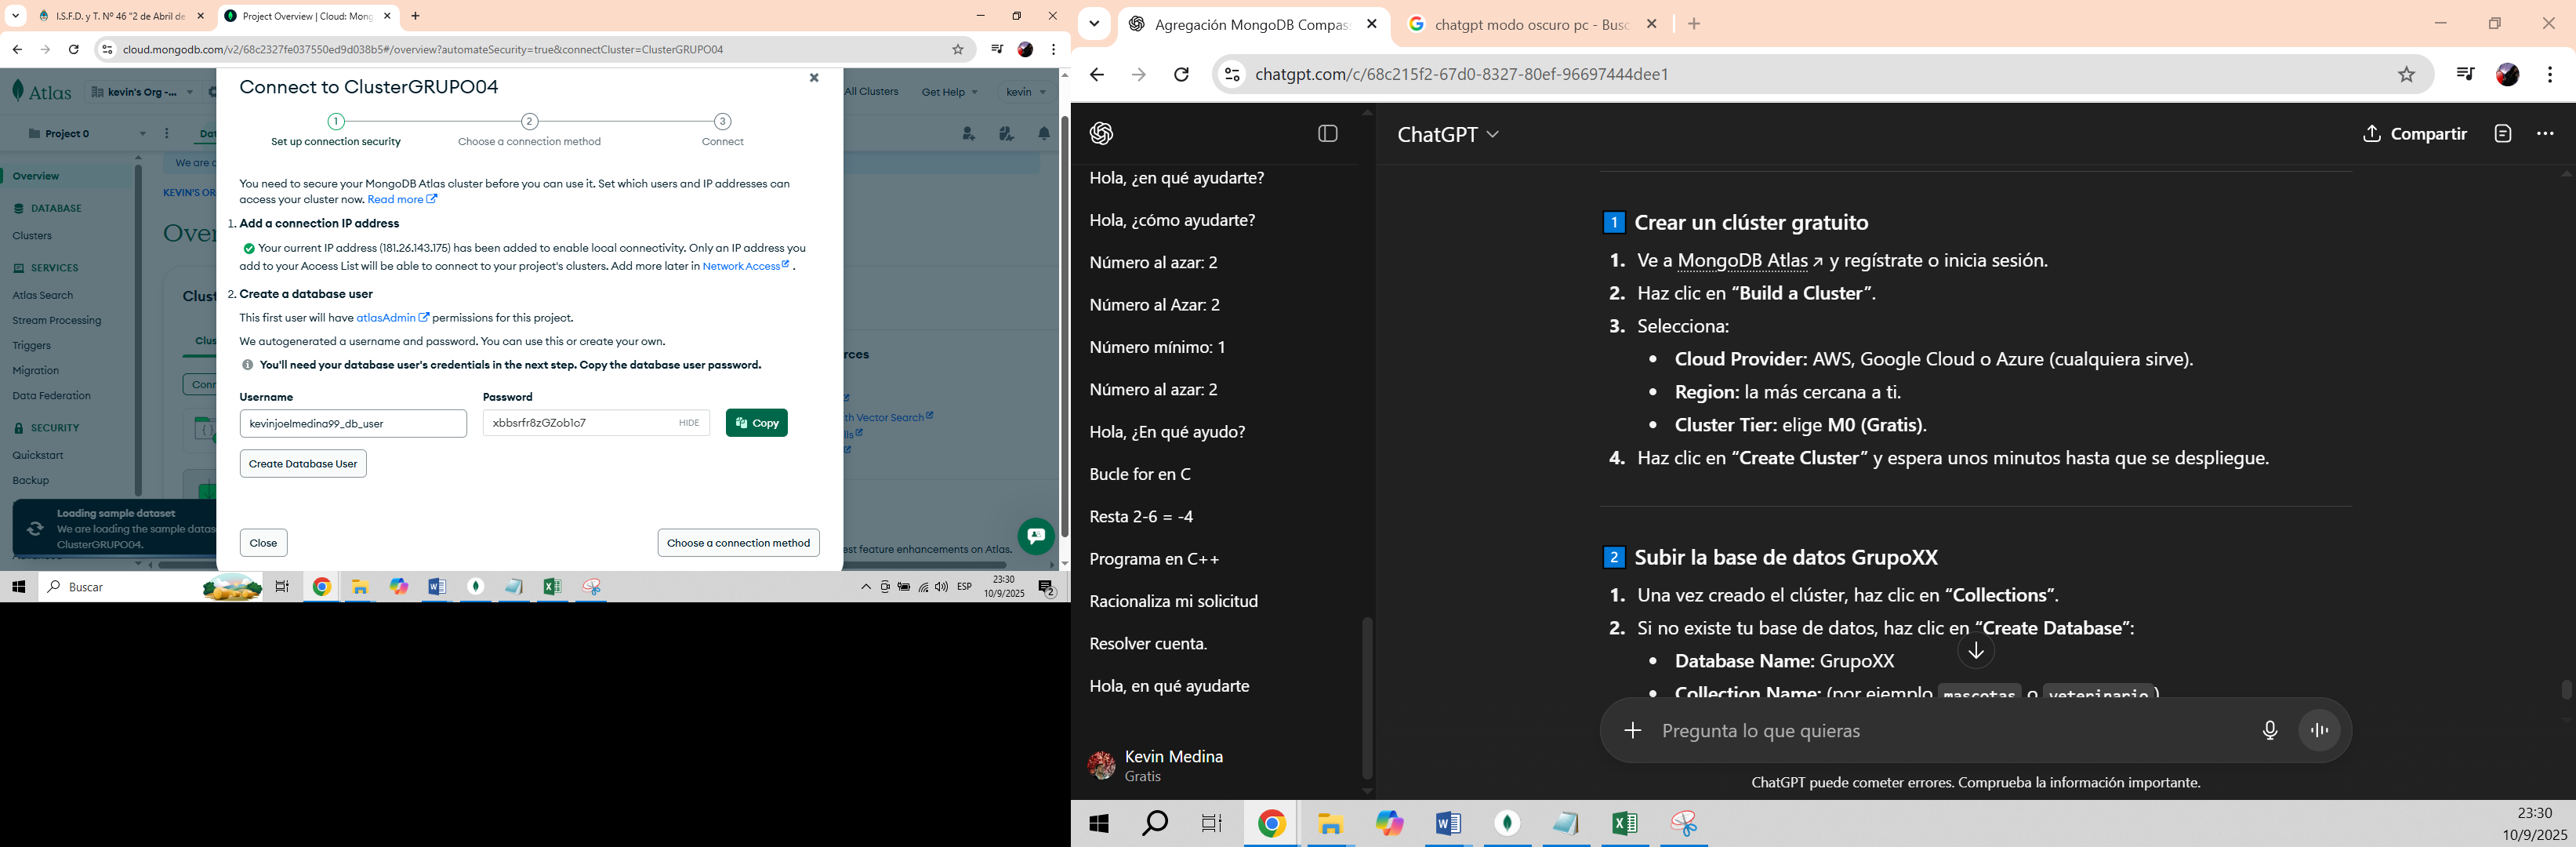 I.S.F.D. y T. Nº 46 "2 de Abril de
Project Overview | Cloud: Mong
cloud.mongodb.com/v2/68c2327fe037550ed9d038b5#/overview?automateSecurity=true&connectCluster=ClusterGRUPO04
Atlas
kevin's Org -...
All Clusters
Get Help
kevin
Project 0
Dat
We are
Overview
KEVIN'S OR
DATABASE
Clusters
Over
SERVICES
Atlas Search
Clust
Stream Processing
Triggers
Clus
rces
Migration
Conn
Data Federation
th Vector Search
SECURITY
lls
Quickstart
Backup
Loading sample dataset
We are loading the sample datas
ClusterGRUPO04.
Advanced
est feature enhancements on Atlas.
Connect to ClusterGRUPO04
1
2
3
Set up connection security
Choose a connection method
Connect
You need to secure your MongoDB Atlas cluster before you can use it. Set which users and IP addresses can
access your cluster now. Read more
1. Add a connection IP address
Your current IP address (181.26.143.175) has been added to enable local connectivity. Only an IP address you
add to your Access List will be able to connect to your project's clusters. Add more later in Network Access .
2. Create a database user
This first user will have atlasAdmin permissions for this project.
We autogenerated a username and password. You can use this or create your own.
You'll need your database user's credentials in the next step. Copy the database user password.
Username
Password
kevinjoelmedina99_db_user
xbbsrfr8zGZob1c7
HIDE
Copy
Create Database User
Close
Choose a connection method
Buscar
ESP
23:30
10/9/2025
2
Agregación MongoDB Compas
chatgpt modo oscuro pc - Busc
chatgpt.com/c/68c215f2-67d0-8327-80ef-96697444dee1
ChatGPT
Compartir
Hola, ¿en qué ayudarte?
Hola, ¿cómo ayudarte?
Número al azar: 2
Número al Azar: 2
Número mínimo: 1
Número al azar: 2
Hola, ¿En qué ayudo?
Bucle for en C
Resta 2-6 = -4
Programa en C++
Racionaliza mi solicitud
Resolver cuenta.
Hola, en qué ayudarte
Kevin Medina
Gratis
1 Crear un clúster gratuito
1. Ve a MongoDB Atlas ↗ y regístrate o inicia sesión.
2. Haz clic en “Build a Cluster”.
3. Selecciona:
• Cloud Provider: AWS, Google Cloud o Azure (cualquiera sirve).
• Region: la más cercana a ti.
• Cluster Tier: elige M0 (Gratis).
4. Haz clic en “Create Cluster” y espera unos minutos hasta que se despliegue.
2 Subir la base de datos GrupoXX
1. Una vez creado el clúster, haz clic en “Collections”.
2. Si no existe tu base de datos, haz clic en “Create Database”:
• Database Name: GrupoXX
• Collection Name: (por ejemplo mascotas o veterinario)
Pregunta lo que quieras
ChatGPT puede cometer errores. Comprueba la información importante.
23:30
10/9/2025